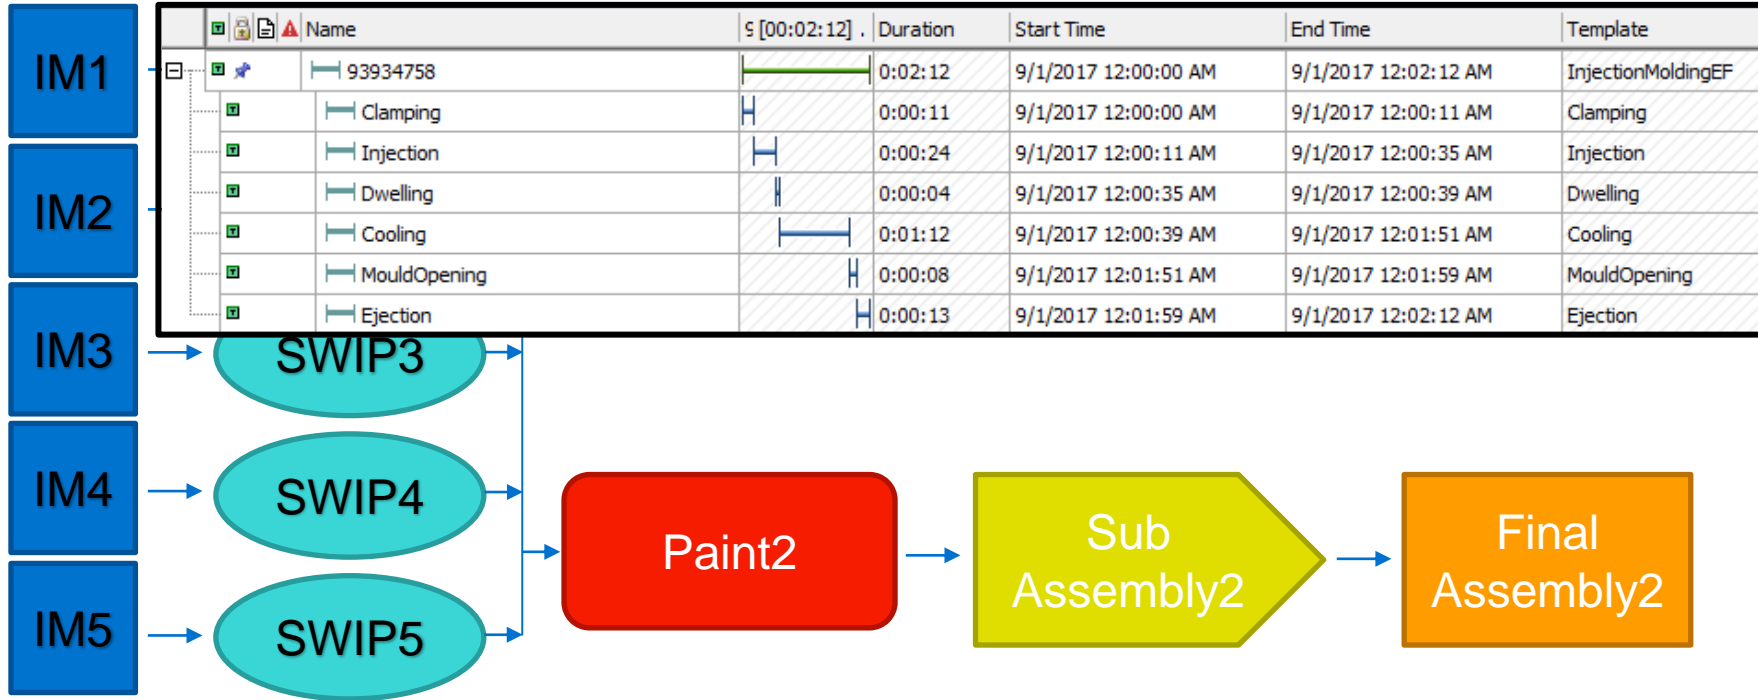 Name 9 [00:02:12] . Duration Start Time End Time Template
93934758 0:02:12 9/1/2017 12:00:00 AM 9/1/2017 12:02:12 AM InjectionMoldingEF
Clamping 0:00:11 9/1/2017 12:00:00 AM 9/1/2017 12:00:11 AM Clamping
Injection 0:00:24 9/1/2017 12:00:11 AM 9/1/2017 12:00:35 AM Injection
Dwelling 0:00:04 9/1/2017 12:00:35 AM 9/1/2017 12:00:39 AM Dwelling
Cooling 0:01:12 9/1/2017 12:00:39 AM 9/1/2017 12:01:51 AM Cooling
MouldOpening 0:00:08 9/1/2017 12:01:51 AM 9/1/2017 12:01:59 AM MouldOpening
Ejection 0:00:13 9/1/2017 12:01:59 AM 9/1/2017 12:02:12 AM Ejection
IM1
IM2
IM3
SWIP3
IM4
SWIP4
IM5
SWIP5
Paint2
Sub
Assembly2
Final
Assembly2